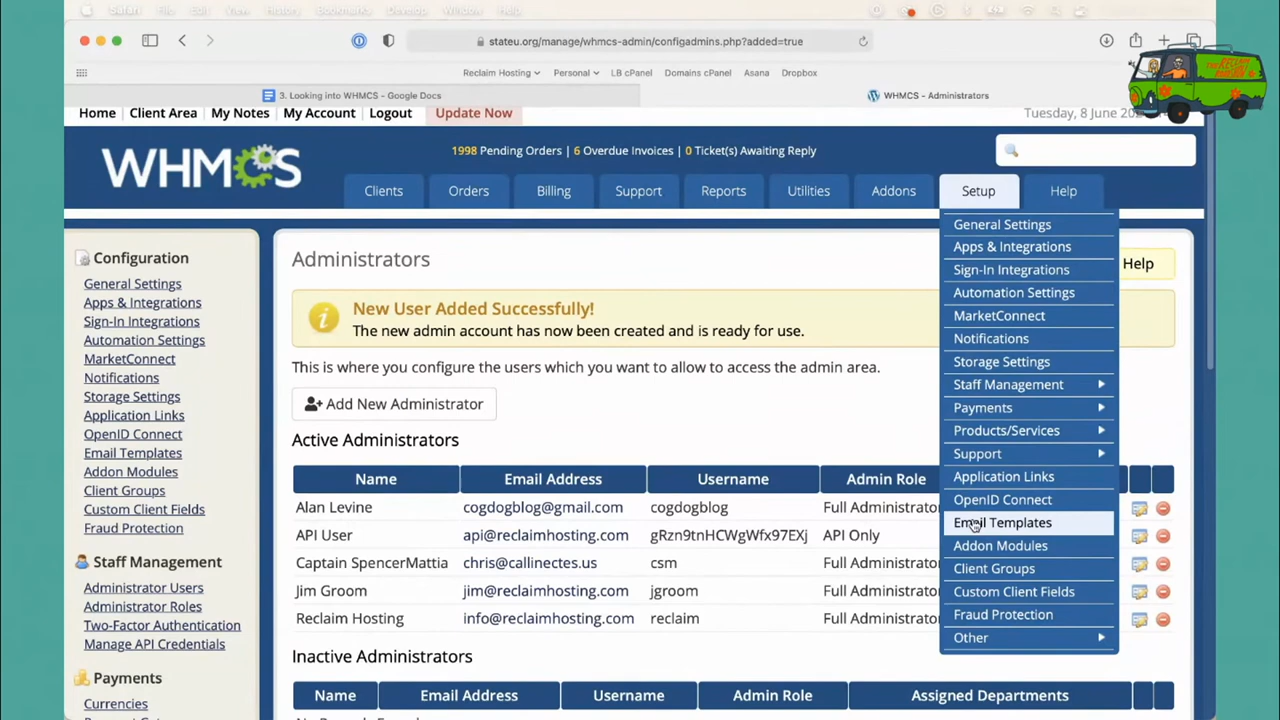 Safari File Edit View History Bookmarks Develop Window Help
stateu.org/manage/whmcs-admin/configadmins.php?added=true
Reclaim Hosting Personal LB cPanel Domains cPanel Asana Dropbox
3. Looking into WHMCS - Google Docs
WHMCS - Administrators
Home Client Area My Notes My Account Logout Update Now
Tuesday, 8 June
WHMCS
1998 Pending Orders | 6 Overdue Invoices | 0 Ticket(s) Awaiting Reply
Clients Orders Billing Support Reports Utilities Addons Setup Help
Configuration
General Settings
Apps & Integrations
Sign-In Integrations
Automation Settings
MarketConnect
Notifications
Storage Settings
Application Links
OpenID Connect
Email Templates
Addon Modules
Client Groups
Custom Client Fields
Fraud Protection
Staff Management
Administrator Users
Administrator Roles
Two-Factor Authentication
Manage API Credentials
Payments
Currencies
Administrators
Help
New User Added Successfully!
The new admin account has now been created and is ready for use.
This is where you configure the users which you want to allow to access the admin area.
Add New Administrator
Active Administrators
Name Email Address Username Admin Role
Alan Levine cogdogblog@gmail.com cogdogblog Full Administrato
API User api@reclaimhosting.com gRzn9tnHCWgWfx97EXj API Only
Captain SpencerMattia chris@callinectes.us csm Full Administrato
Jim Groom jim@reclaimhosting.com jgroom Full Administrato
Reclaim Hosting info@reclaimhosting.com reclaim Full Administrato
Inactive Administrators
Name Email Address Username Admin Role Assigned Departments
General Settings
Apps & Integrations
Sign-In Integrations
Automation Settings
MarketConnect
Notifications
Storage Settings
Staff Management
Payments
Products/Services
Support
Application Links
OpenID Connect
Email Templates
Addon Modules
Client Groups
Custom Client Fields
Fraud Protection
Other